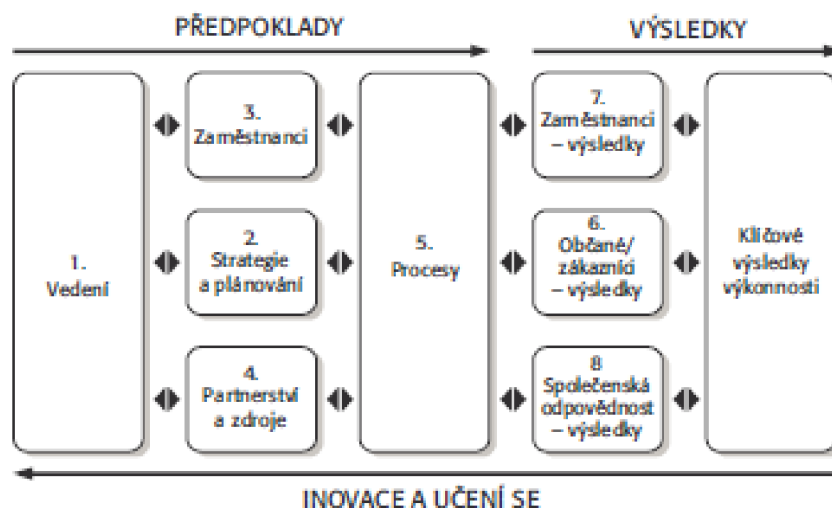 PŘEDPOKLADY
VÝSLEDKY
1.
Vedení
3.
Zaměstnanci
2.
Strategie
a plánování
4.
Partnerství
a zdroje
5.
Procesy
7.
Zaměstnanci
– výsledky
6.
Občané/
zákazníci
– výsledky
8
Společenská
odpovědnost
– výsledky
Klíčové
výsledky
výkonnosti
INOVACE A UČENÍ SE